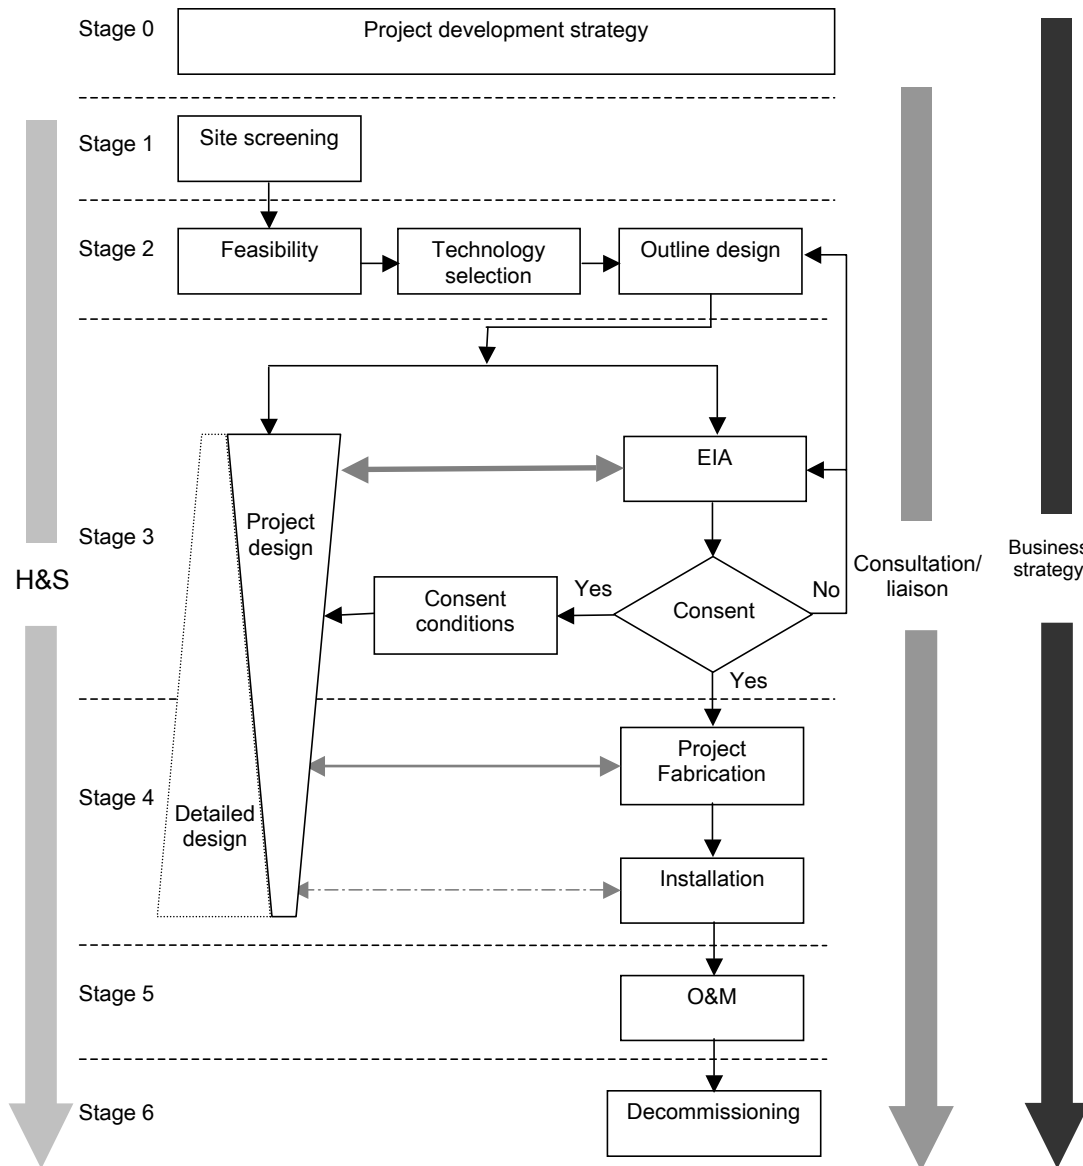 Stage 0
Project development strategy
Stage 1
Site screening
Stage 2
Feasibility
Technology
selection
Outline design
EIA
Stage 3
Project
design
H&S
Consent
conditions
Yes
Consent
No
Consultation/
liaison
Business
strategy
Yes
Project
Fabrication
Stage 4
Detailed
design
Installation
Stage 5
O&M
Stage 6
Decommissioning